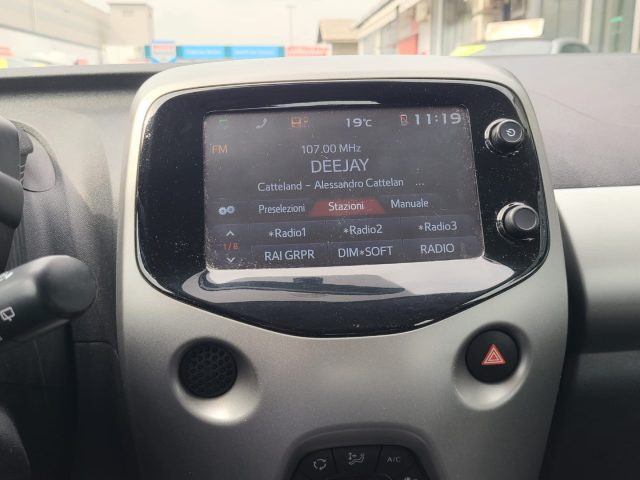 19°C 11:19
FM
107.00 MHz
DEEJAY
Catteland - Alessandro Cattelan ...
Preselezioni Stazioni Manuale
*Radio1 *Radio2 *Radio3
1/8
RAI GRPR DIM*SOFT RADIO
A/C